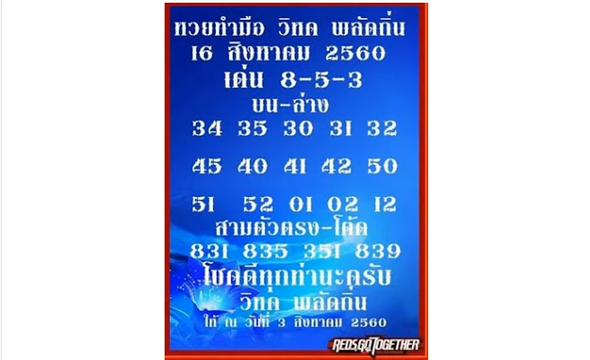 หวยทำมือ วิทค พลัดถิ่น
16 สิงหาคม 2560
เด่น 8-5-3
บน-ล่าง
34 35 30 31 32
45 40 41 42 50
51 52 01 02 12
สามตัวตรง-โต้ด
831 835 351 839
โชคดีทุกท่านะครับ
วิทค พลัดถิ่น
ให้ ณ วันที่ 3 สิงหาคม 2560
REDSGOTOGETHER